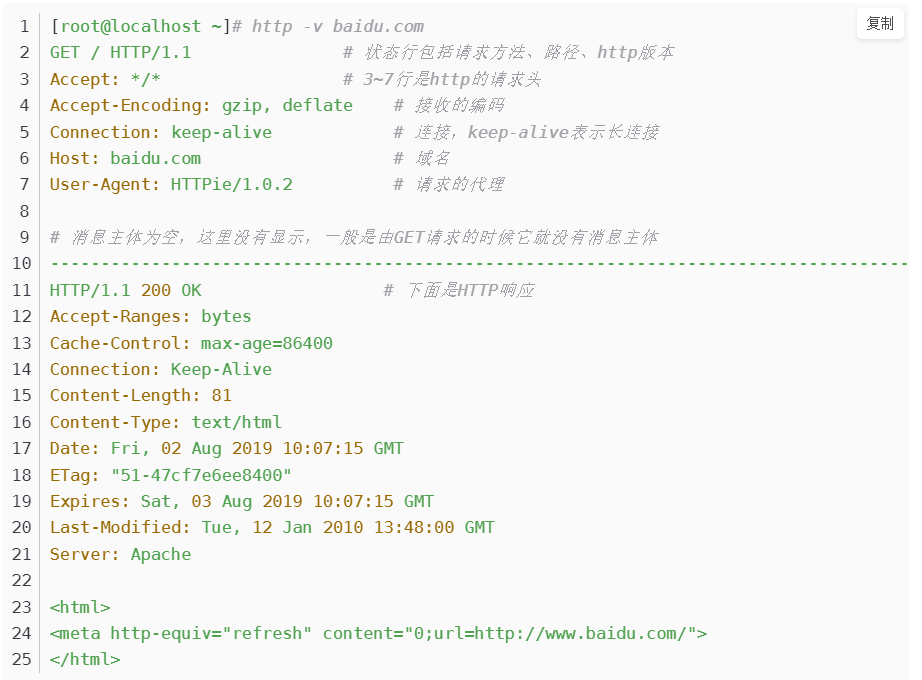 复制
1 [root@localhost ~]# http -v baidu.com
2 GET / HTTP/1.1 # 状态行包括请求方法、路径、http版本
3 Accept: */* # 3~7行是http的请求头
4 Accept-Encoding: gzip, deflate # 接收的编码
5 Connection: keep-alive # 连接，keep-alive表示长连接
6 Host: baidu.com # 域名
7 User-Agent: HTTPie/1.0.2 # 请求的代理
8
9 # 消息主体为空，这里没有显示，一般是由GET请求的时候它就没有消息主体
10 -------------------------------------------------------------------------------------
11 HTTP/1.1 200 OK # 下面是HTTP响应
12 Accept-Ranges: bytes
13 Cache-Control: max-age=86400
14 Connection: Keep-Alive
15 Content-Length: 81
16 Content-Type: text/html
17 Date: Fri, 02 Aug 2019 10:07:15 GMT
18 ETag: "51-47cf7e6ee8400"
19 Expires: Sat, 03 Aug 2019 10:07:15 GMT
20 Last-Modified: Tue, 12 Jan 2010 13:48:00 GMT
21 Server: Apache
22
23 <html>
24 <meta http-equiv="refresh" content="0;url=http://www.baidu.com/">
25 </html>